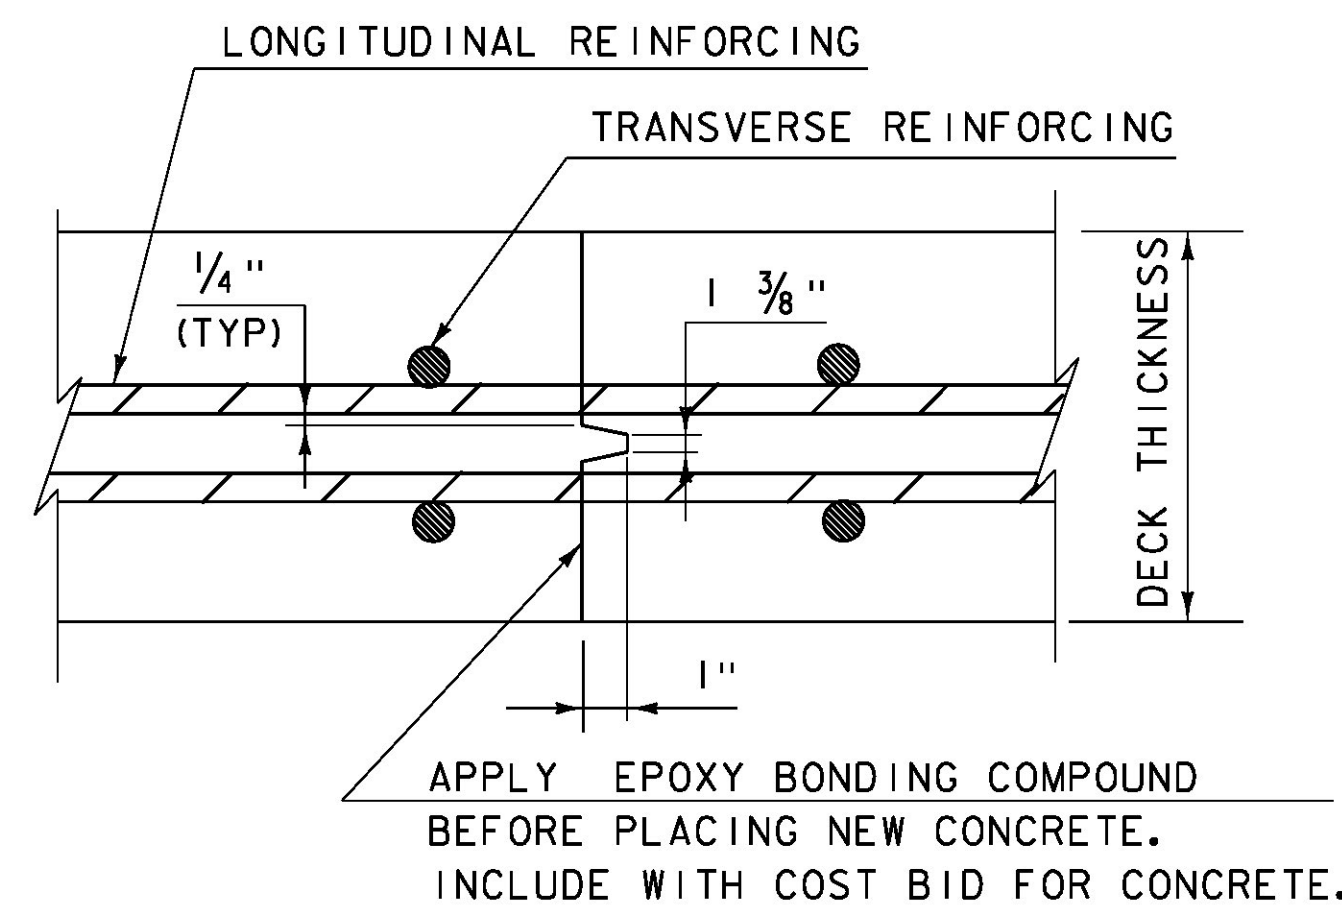 LONGITUDINAL REINFORCING
TRANSVERSE REINFORCING
1/4"
(TYP)
1 3/8"
DECK THICKNESS
1"
APPLY EPOXY BONDING COMPOUND
BEFORE PLACING NEW CONCRETE.
INCLUDE WITH COST BID FOR CONCRETE.